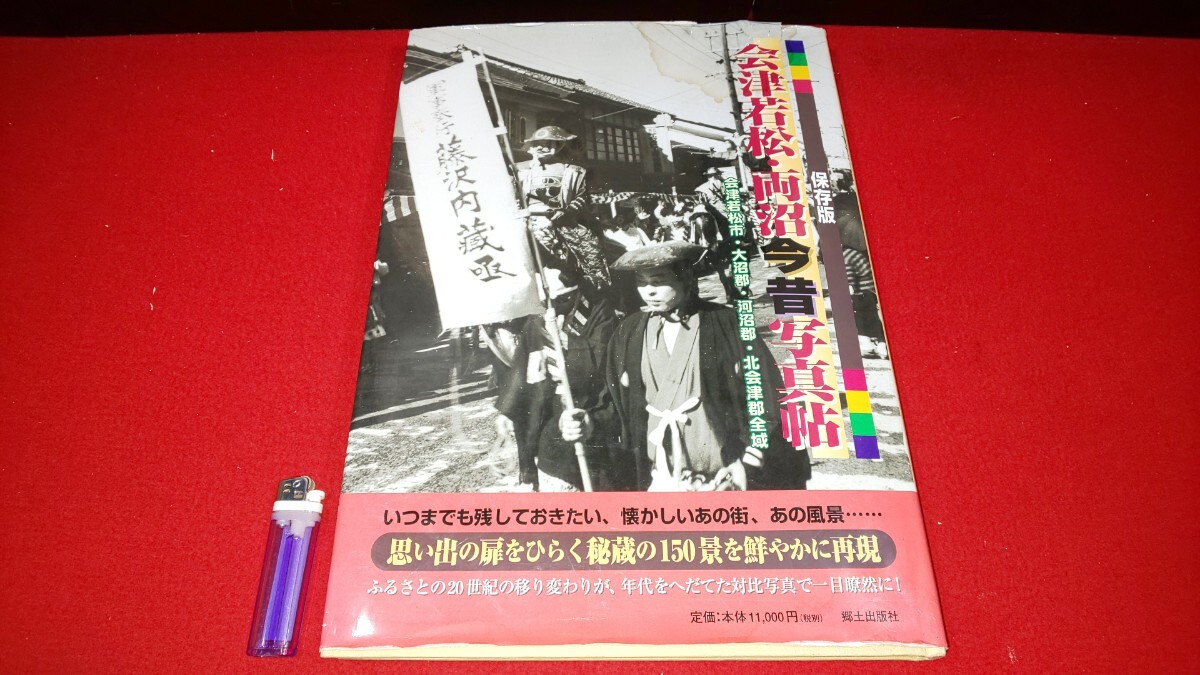 保存版
会津若松・両沼今昔写真帖
会津若松市・大沼郡・河沼郡・北会津郡全域
軍事奉行
藤沢内蔵丞
いつまでも残しておきたい、懐かしいあの街、あの風景……
思い出の扉をひらく秘蔵の150景を鮮やかに再現
ふるさとの20世紀の移り変わりが、年代をへだてた対比写真で一目瞭然に!
定価:本体11,000円(税別) 郷土出版社